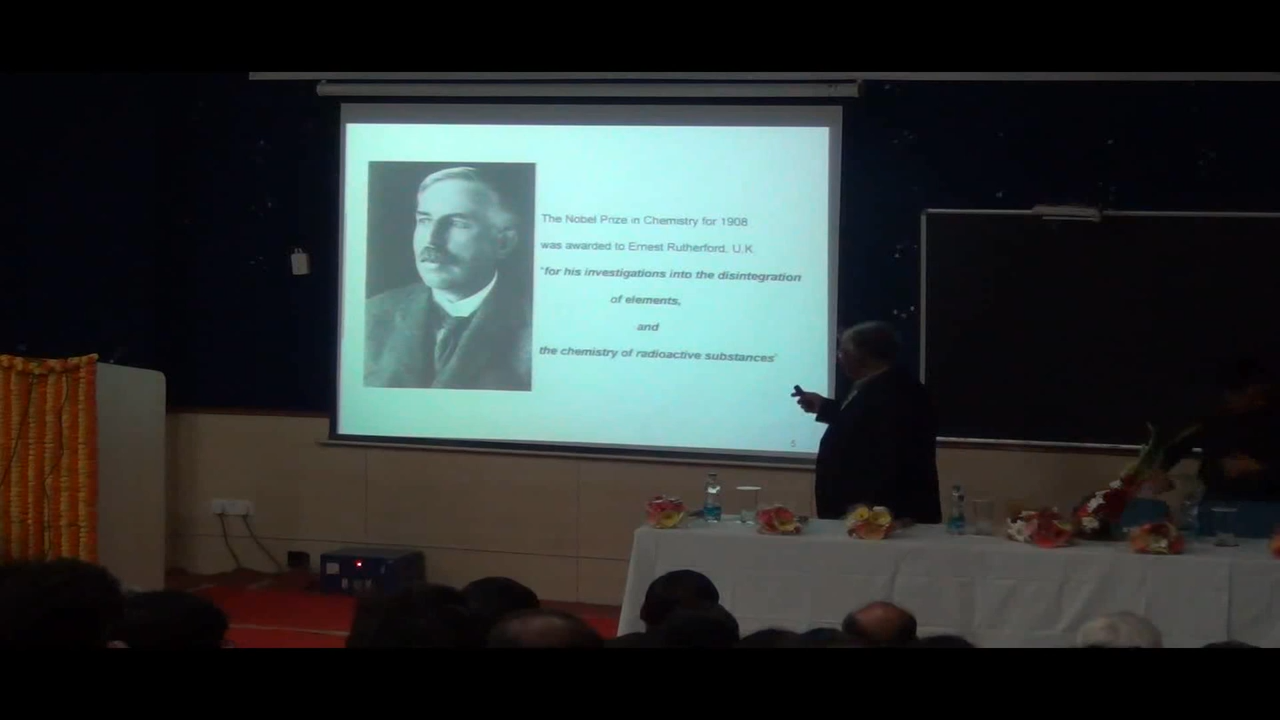 The Nobel Prize in Chemistry for 1908
was awarded to Ernest Rutherford, U.K.
"for his investigations into the disintegration
of elements,
and
the chemistry of radioactive substances"
5